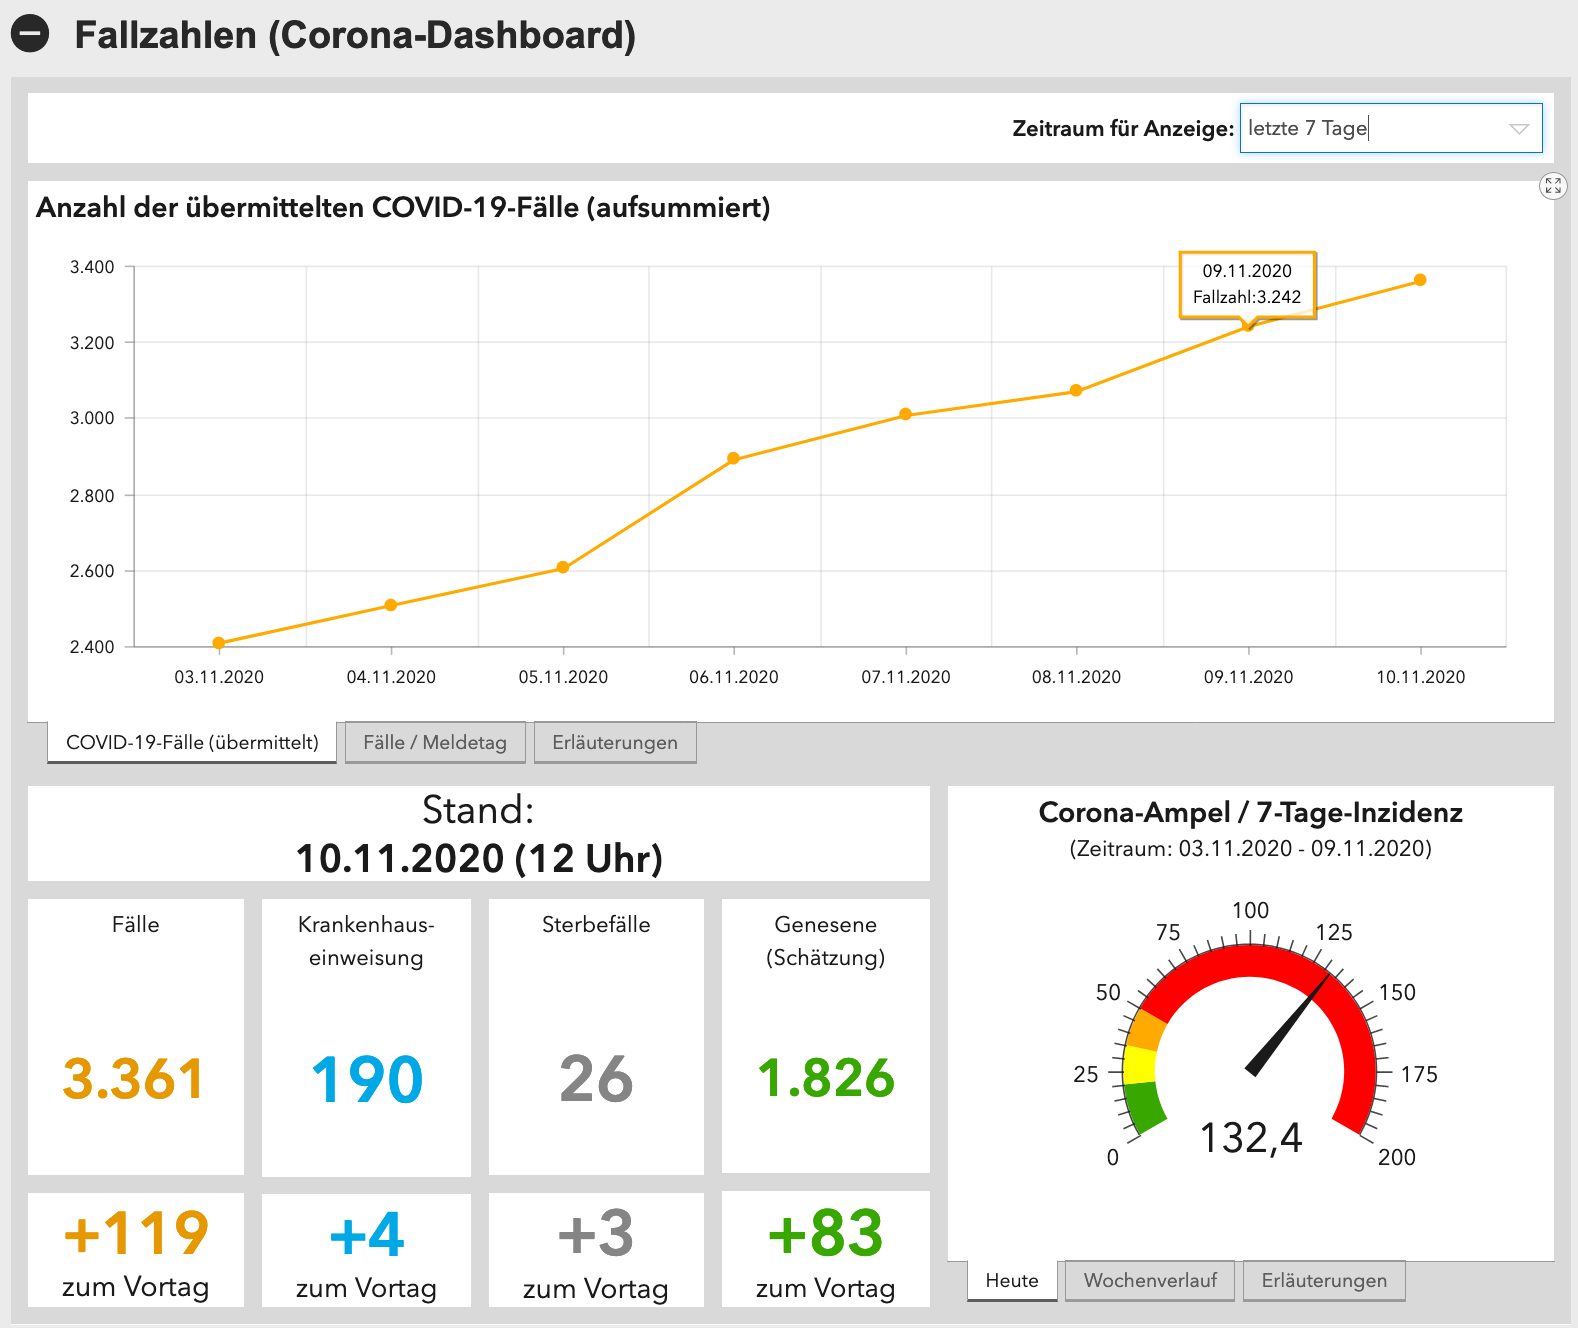 Fallzahlen (Corona-Dashboard)
Zeitraum für Anzeige: letzte 7 Tage
Anzahl der übermittelten COVID-19-Fälle (aufsummiert)
3.400
3.200
3.000
2.800
2.600
2.400
09.11.2020
Fallzahl:3.242
03.11.2020 04.11.2020 05.11.2020 06.11.2020 07.11.2020 08.11.2020 09.11.2020 10.11.2020
COVID-19-Fälle (übermittelt) Fälle / Meldetag Erläuterungen
Stand:
10.11.2020 (12 Uhr)
Fälle
3.361
+119
zum Vortag
Krankenhaus-
einweisung
190
+4
zum Vortag
Sterbefälle
26
+3
zum Vortag
Genesene
(Schätzung)
1.826
+83
zum Vortag
Corona-Ampel / 7-Tage-Inzidenz
(Zeitraum: 03.11.2020 - 09.11.2020)
0
25
50
75
100
125
150
175
200
132,4
Heute Wochenverlauf Erläuterungen